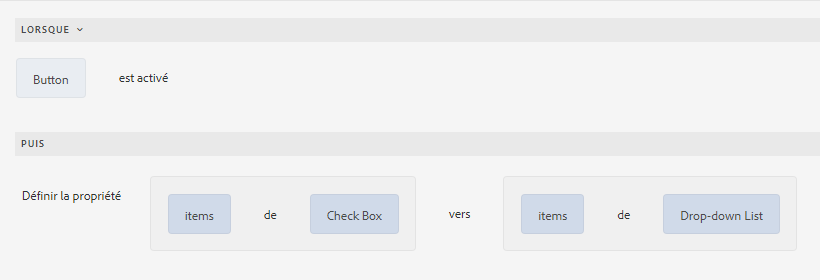 LORSQUE
Button est activé
PUIS
Définir la propriété items de Check Box vers items de Drop-down List